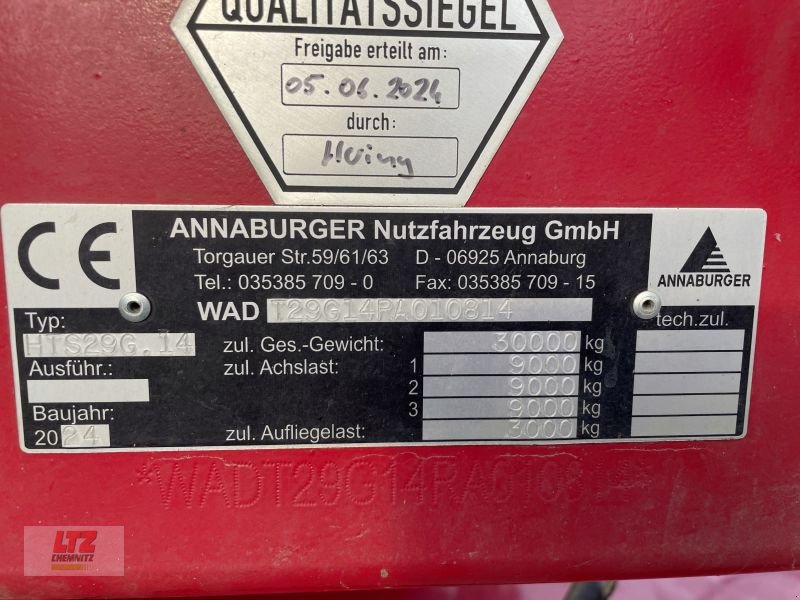 QUALITÄTSSIEGEL
Freigabe erteilt am:
05.06.2024
durch:
CE
ANNABURGER Nutzfahrzeug GmbH
Torgauer Str.59/61/63 D - 06925 Annaburg
Tel.: 035385 709 - 0 Fax: 035385 709 - 15
ANNABURGER
WAD T29G14RA010814
Typ:
HTS29G.14
Ausführ.:
Baujahr:
2024
zul. Ges.-Gewicht: 30000 kg
zul. Achslast: 1 9000 kg
2 9000 kg
3 9000 kg
zul. Aufliegelast: 3000 kg
tech.zul.
*WADT29G14RA0108
LTZ
CHEMNITZ